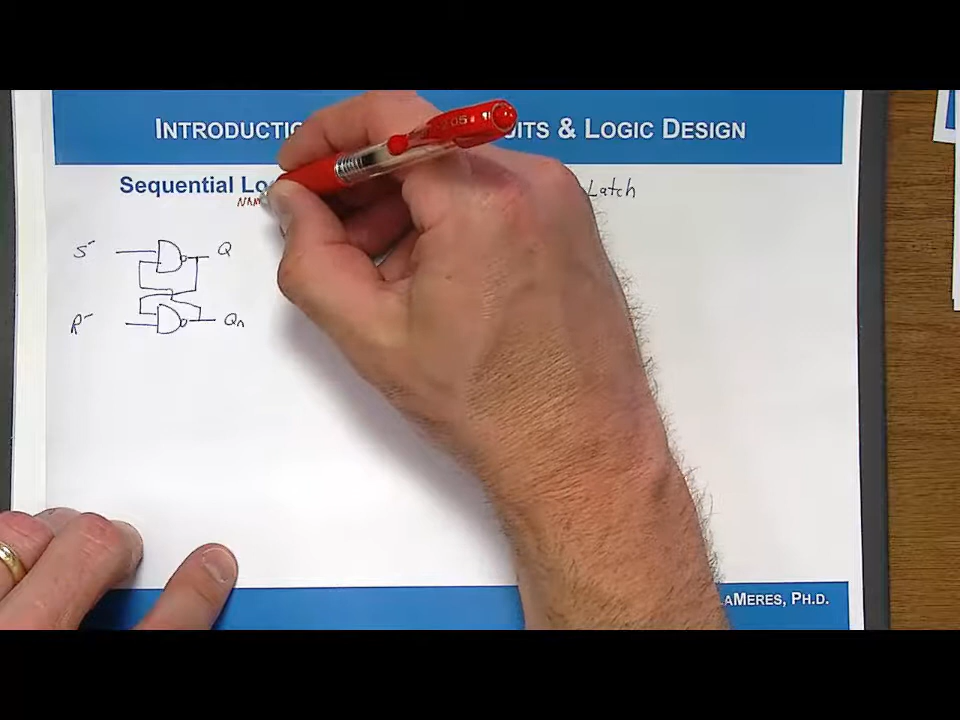 INTRODUCTIO ITS & LOGIC DESIGN
Sequential Lo Latch
S‾ Q
R‾ Qn
LAMERES, PH.D.